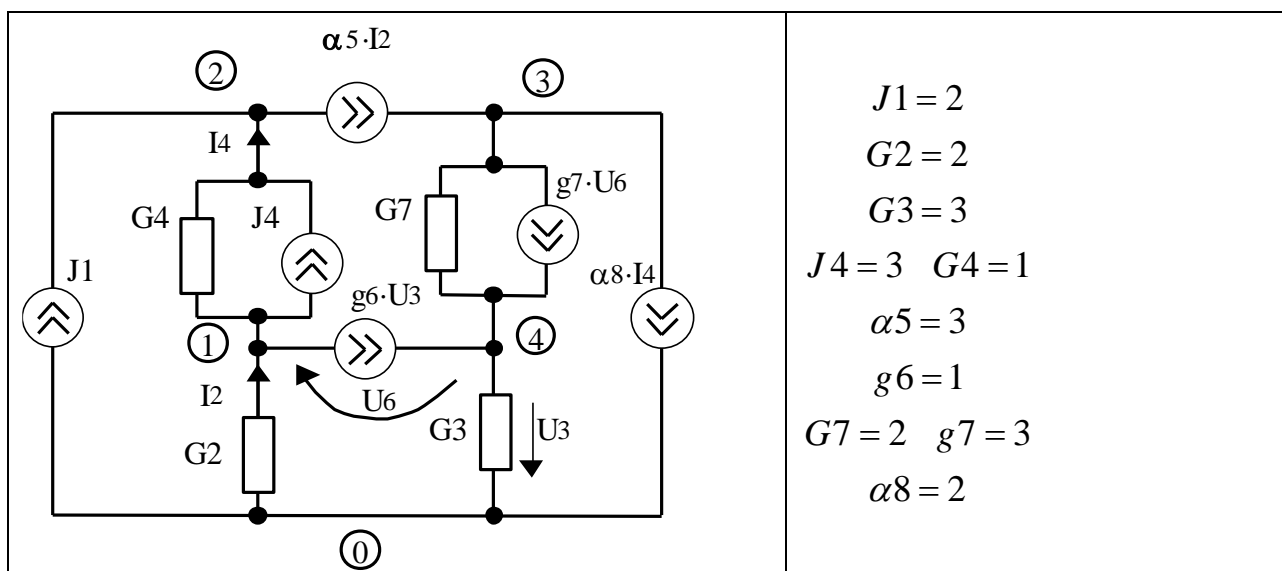 α5·I2
② ③
I4
g7·U6
G4 J4 G7
J1 α8·I4
g6·U3
① ④
I2 U6
G2 G3 U3
⓪
J1 = 2
G2 = 2
G3 = 3
J4 = 3 G4 = 1
α5 = 3
g6 = 1
G7 = 2 g7 = 3
α8 = 2